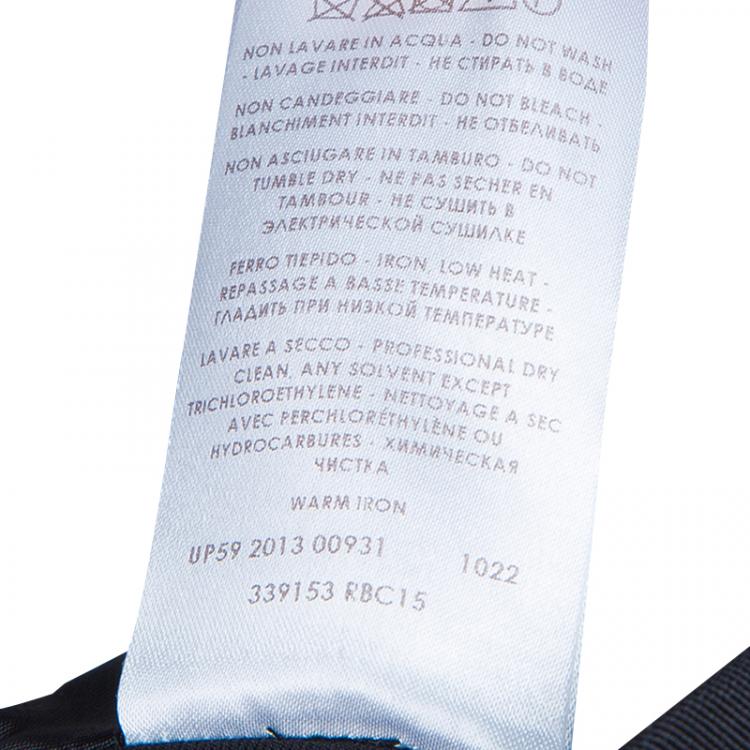 NON LAVARE IN ACQUA - DO NOT WASH
- LAVAGE INTERDIT - НЕ СТИРАТЬ В ВОДЕ
NON CANDEGGIARE - DO NOT BLEACH -
BLANCHIMENT INTERDIT - НЕ ОТБЕЛИВАТЬ
NON ASCIUGARE IN TAMBURO - DO NOT
TUMBLE DRY - NE PAS SECHER EN
TAMBOUR - НЕ СУШИТЬ В
ЭЛЕКТРИЧЕСКОЙ СУШИЛКЕ
FERRO TIEPIDO - IRON, LOW HEAT -
REPASSAGE A BASSE TEMPERATURE -
ГЛАДИТЬ ПРИ НИЗКОЙ ТЕМПЕРАТУРЕ
LAVARE A SECCO - PROFESSIONAL DRY
CLEAN, ANY SOLVENT EXCEPT
TRICHLOROETHYLENE - NETTOYAGE A SEC
AVEC PERCHLORÉTHYLÈNE OU
HYDROCARBURES - ХИМИЧЕСКАЯ
ЧИСТКА
WARM IRON
UP59 2013 00931 1022
339153 RBC15